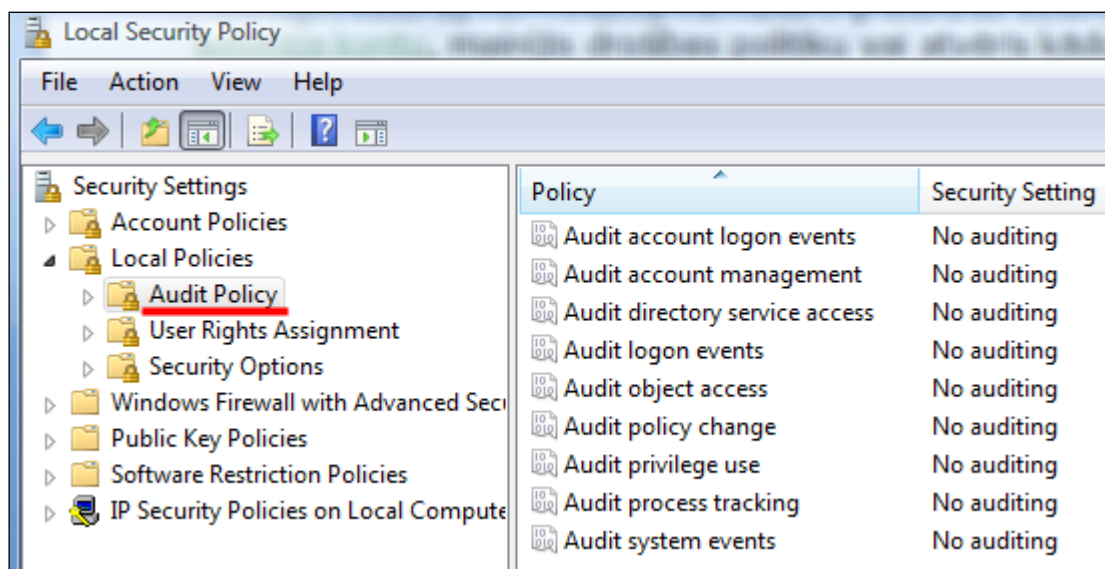 Local Security Policy
File Action View Help
Security Settings
Account Policies
Local Policies
Audit Policy
User Rights Assignment
Security Options
Windows Firewall with Advanced Secu
Public Key Policies
Software Restriction Policies
IP Security Policies on Local Compute
Policy Security Setting
Audit account logon events No auditing
Audit account management No auditing
Audit directory service access No auditing
Audit logon events No auditing
Audit object access No auditing
Audit policy change No auditing
Audit privilege use No auditing
Audit process tracking No auditing
Audit system events No auditing